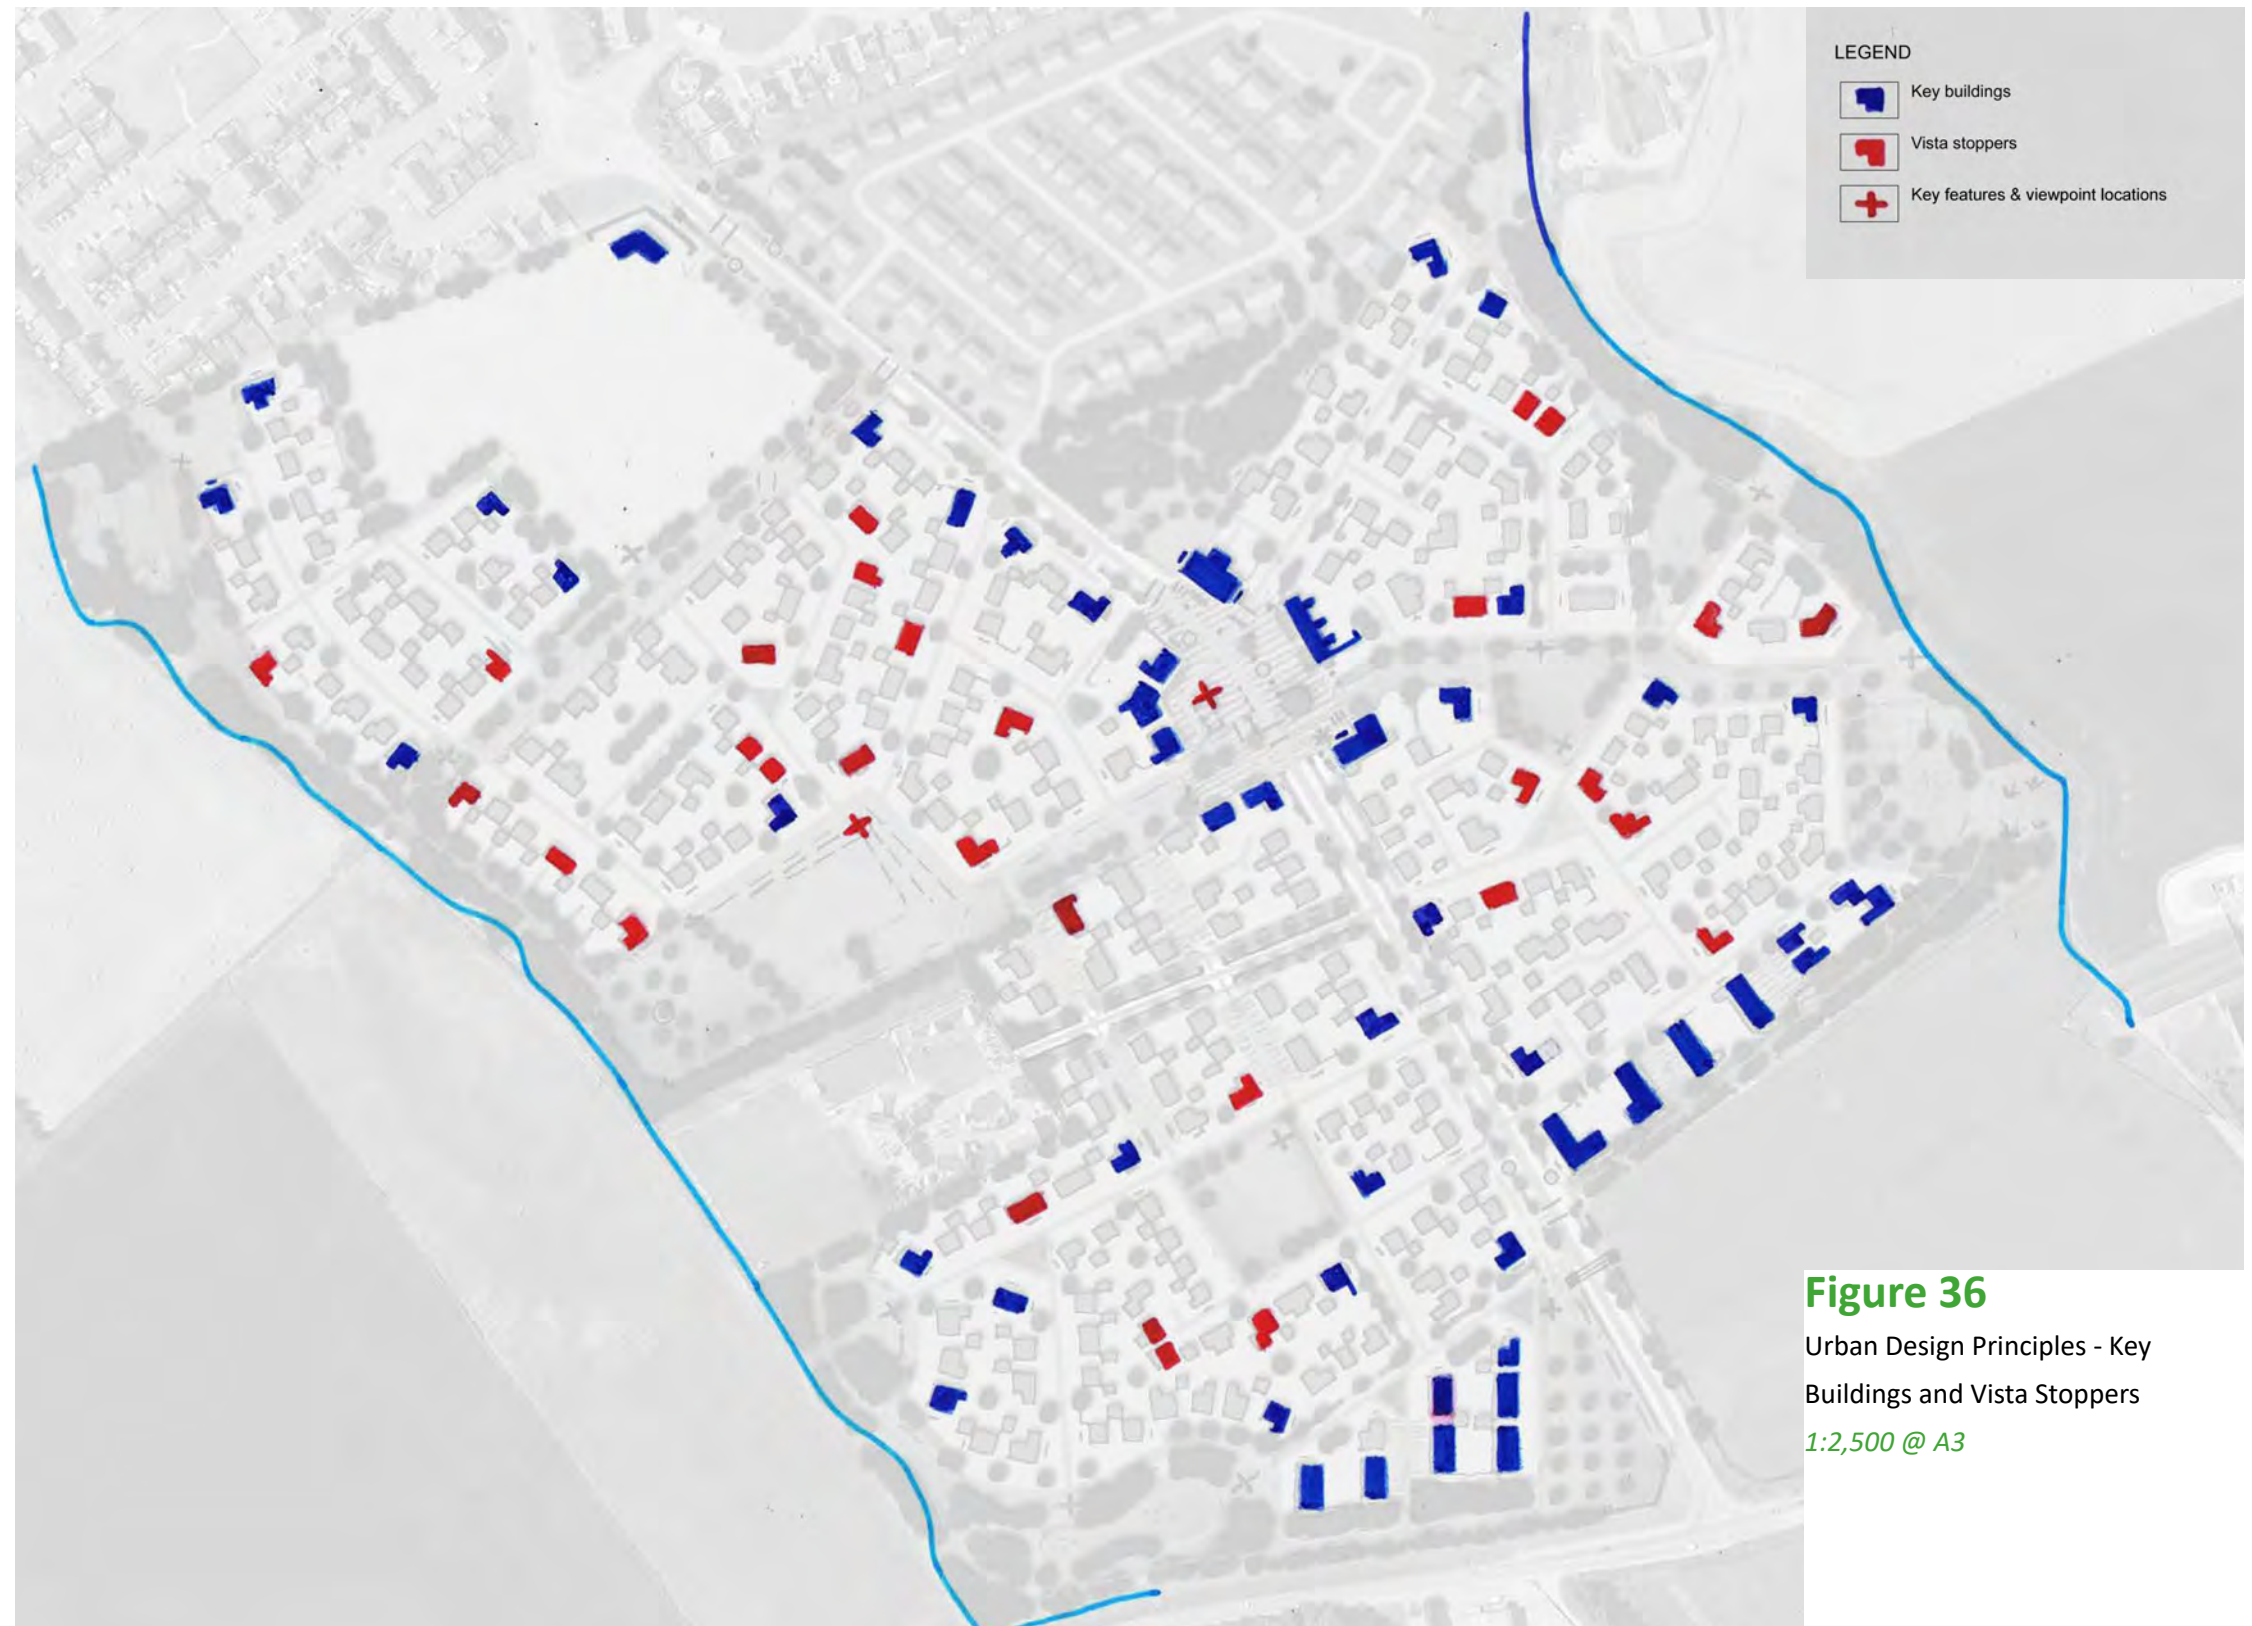 LEGEND
Key buildings
Vista stoppers
Key features & viewpoint locations
Figure 36
Urban Design Principles - Key
Buildings and Vista Stoppers
1:2,500 @ A3